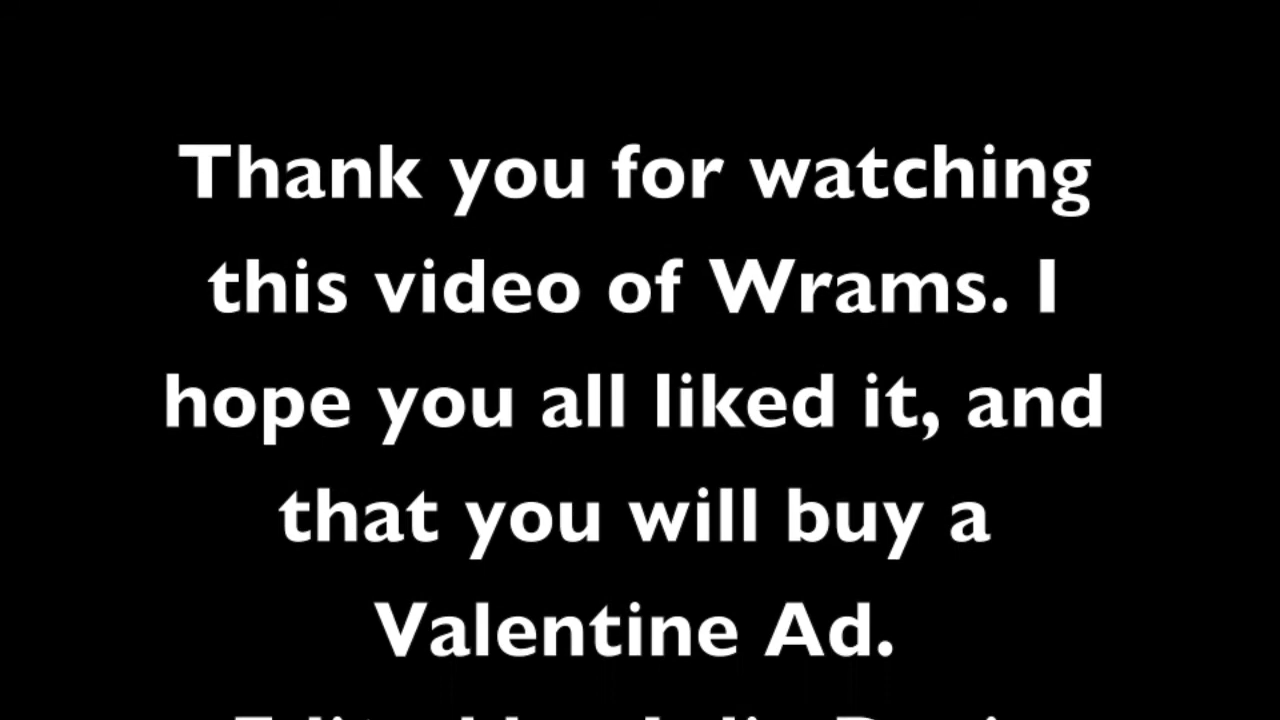 Thank you for watching
this video of Wrams. I
hope you all liked it, and
that you will buy a
Valentine Ad.